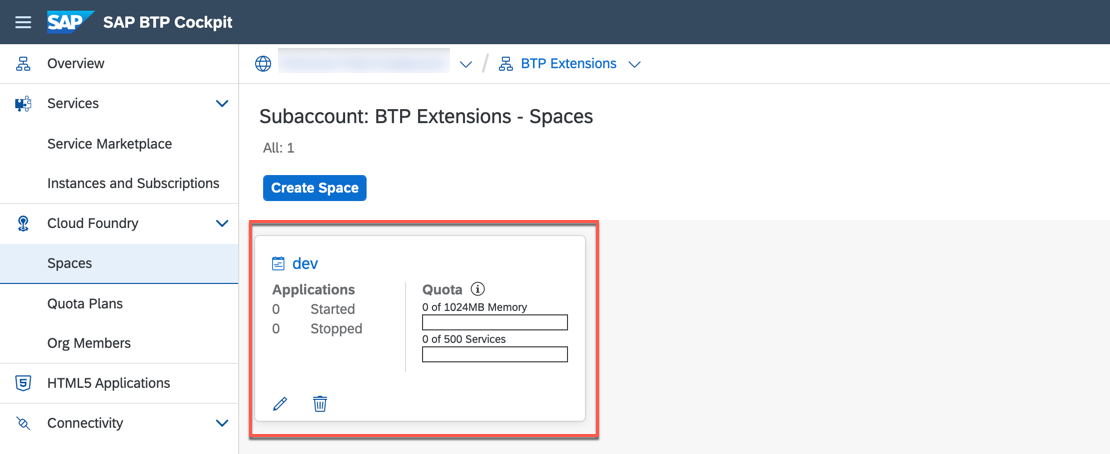 SAP SAP BTP Cockpit
Overview
Services
Service Marketplace
Instances and Subscriptions
Cloud Foundry
Spaces
Quota Plans
Org Members
5 HTML5 Applications
Connectivity
/ BTP Extensions
Subaccount: BTP Extensions - Spaces
All: 1
Create Space
dev
Applications
0 Started
0 Stopped
Quota
0 of 1024MB Memory
0 of 500 Services